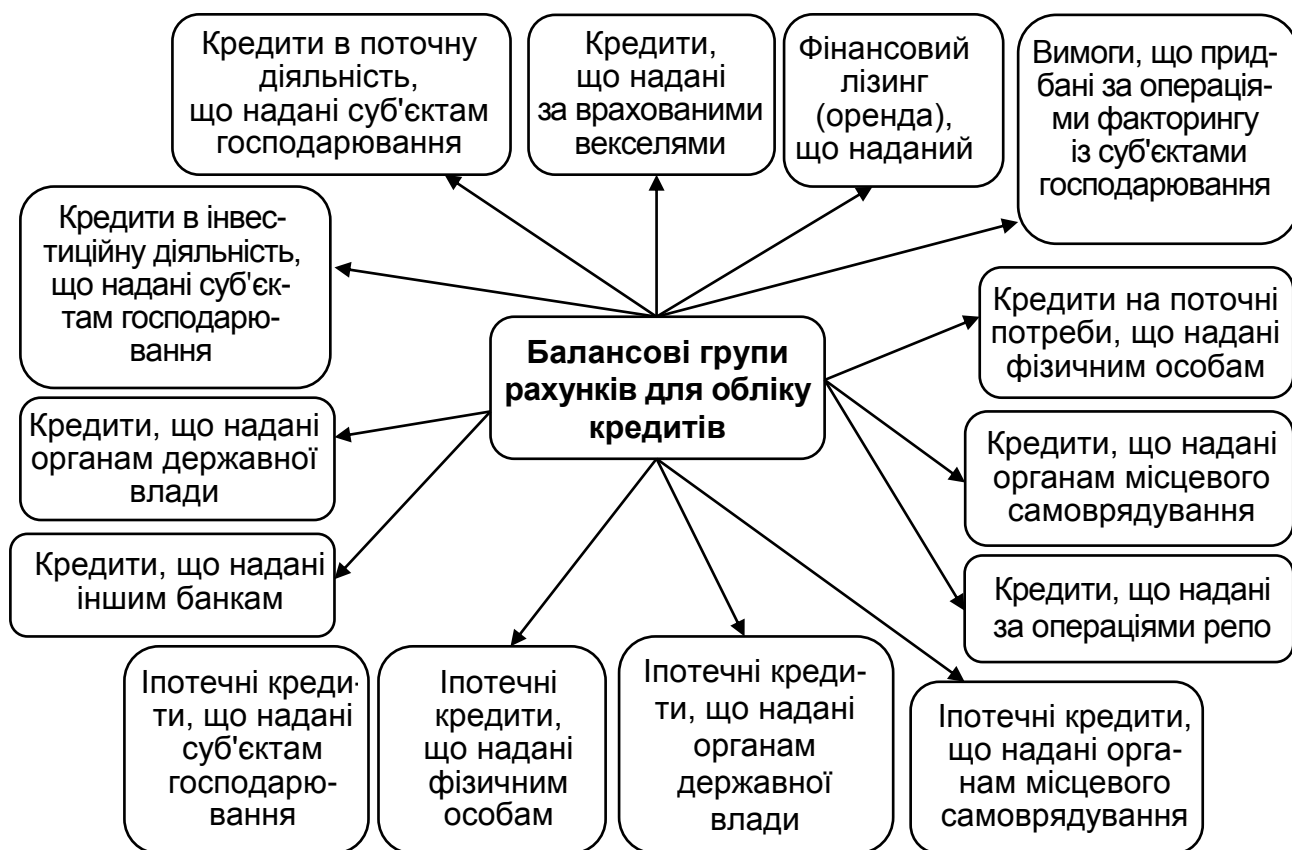 Кредити в поточну
діяльність,
що надані суб'єктам
господарювання
Кредити,
що надані
за врахованими
векселями
Фінансовий
лізинг
(оренда),
що наданий
Вимоги, що прид-
бані за операція-
ми факторингу
із суб'єктами
господарювання
Кредити в інвес-
тиційну діяльність,
що надані суб'єк-
там господарю-
вання
Кредити на поточні
потреби, що надані
фізичним особам
Балансові групи
рахунків для обліку
кредитів
Кредити, що надані
органам державної
влади
Кредити, що надані
органам місцевого
самоврядування
Кредити, що надані
іншим банкам
Кредити, що надані
за операціями репо
Іпотечні креди-
ти, що надані
суб'єктам
господарю-
вання
Іпотечні
кредити,
що надані
фізичним
особам
Іпотечні креди-
ти, що надані
органам
державної
влади
Іпотечні кредити,
що надані орга-
нам місцевого
самоврядування